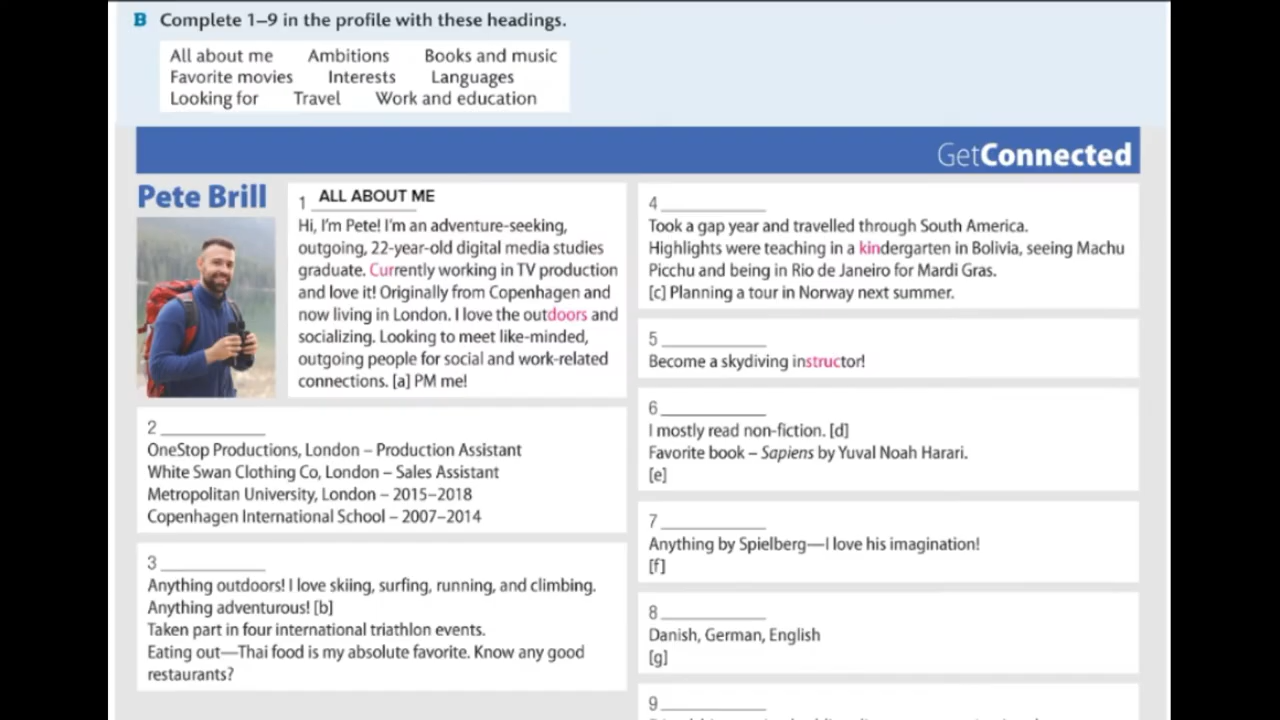 B Complete 1–9 in the profile with these headings.
All about me Ambitions Books and music
Favorite movies Interests Languages
Looking for Travel Work and education
GetConnected
Pete Brill
1 ALL ABOUT ME
Hi, I'm Pete! I'm an adventure-seeking,
outgoing, 22-year-old digital media studies
graduate. Currently working in TV production
and love it! Originally from Copenhagen and
now living in London. I love the outdoors and
socializing. Looking to meet like-minded,
outgoing people for social and work-related
connections. [a] PM me!
2
OneStop Productions, London – Production Assistant
White Swan Clothing Co, London – Sales Assistant
Metropolitan University, London – 2015–2018
Copenhagen International School – 2007–2014
3
Anything outdoors! I love skiing, surfing, running, and climbing.
Anything adventurous! [b]
Taken part in four international triathlon events.
Eating out—Thai food is my absolute favorite. Know any good
restaurants?
4
Took a gap year and travelled through South America.
Highlights were teaching in a kindergarten in Bolivia, seeing Machu
Picchu and being in Rio de Janeiro for Mardi Gras.
[c] Planning a tour in Norway next summer.
5
Become a skydiving instructor!
6
I mostly read non-fiction. [d]
Favorite book – Sapiens by Yuval Noah Harari.
[e]
7
Anything by Spielberg—I love his imagination!
[f]
8
Danish, German, English
[g]
9